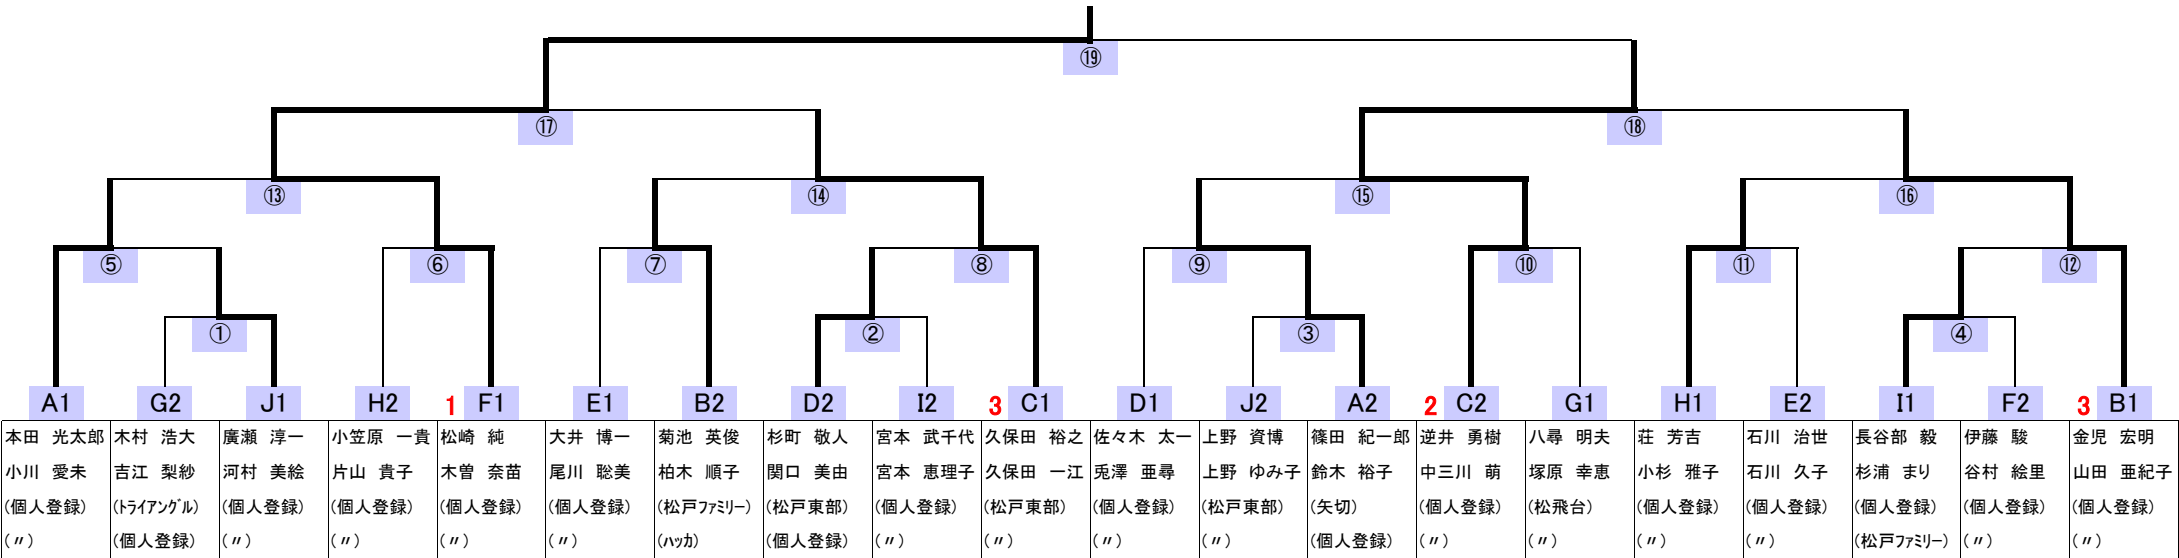 ⑲
⑰ ⑱
⑬ ⑭ ⑮ ⑯
⑤ ⑥ ⑦ ⑧ ⑨ ⑩ ⑪ ⑫
① ② ③ ④
A1 G2 J1 H2 1 F1 E1 B2 D2 I2 3 C1 D1 J2 A2 2 C2 G1 H1 E2 I1 F2 3 B1
本田 光太郎 木村 浩大 廣瀬 淳一 小笠原 一貴 松崎 純 大井 博一 菊池 英俊 杉町 敬人 宮本 武千代 久保田 裕之 佐々木 太一 上野 資博 篠田 紀一郎 逆井 勇樹 八尋 明夫 荘 芳吉 石川 治世 長谷部 毅 伊藤 駿 金児 宏明
小川 愛未 吉江 梨紗 河村 美絵 片山 貴子 木曽 奈苗 尾川 聡美 柏木 順子 関口 美由 宮本 恵理子 久保田 一江 兎澤 亜尋 上野 ゆみ子 鈴木 裕子 中三川 萌 塚原 幸恵 小杉 雅子 石川 久子 杉浦 まり 谷村 絵里 山田 亜紀子
(個人登録) (トライアングル) (個人登録) (個人登録) (個人登録) (個人登録) (松戸ファミリー) (松戸東部) (個人登録) (松戸東部) (個人登録) (松戸東部) (矢切) (個人登録) (松飛台) (個人登録) (個人登録) (個人登録) (個人登録) (個人登録)
(〃) (個人登録) (〃) (〃) (〃) (〃) (ハッカ) (個人登録) (〃) (〃) (〃) (〃) (個人登録) (〃) (〃) (〃) (〃) (松戸ファミリー) (〃) (〃)